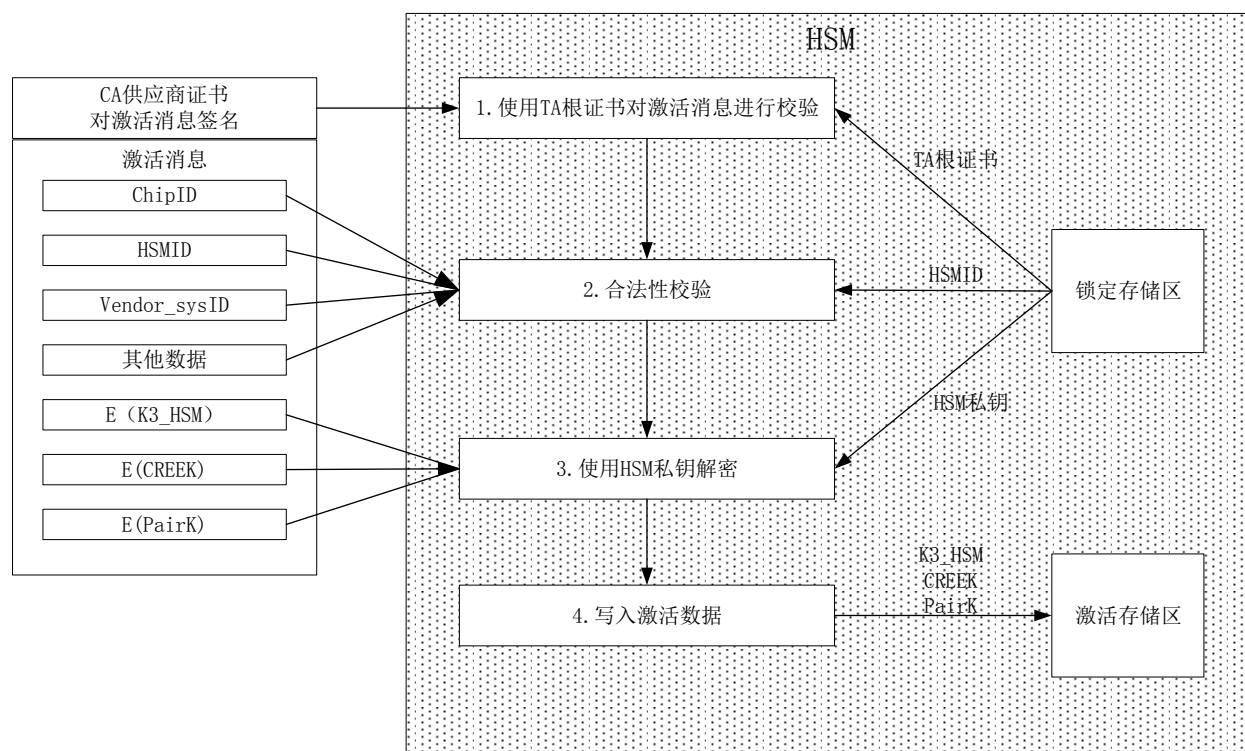 HSM
CA供应商证书
对激活消息签名
1.使用TA根证书对激活消息进行校验
激活消息
TA根证书
ChipID
HSMID
Vendor_sysID
其他数据
2.合法性校验
HSMID
锁定存储区
E（K3_HSM）
E(CREEK)
E(PairK)
HSM私钥
3.使用HSM私钥解密
K3_HSM
CREEK
PairK
4.写入激活数据
激活存储区